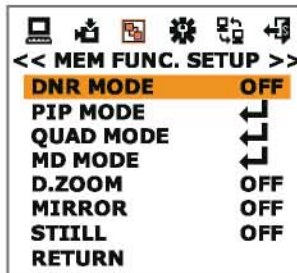 << MEM FUNC. SETUP >>
DNR MODE OFF
PIP MODE
QUAD MODE
MD MODE
D.ZOOM OFF
MIRROR OFF
STIILL OFF
RETURN